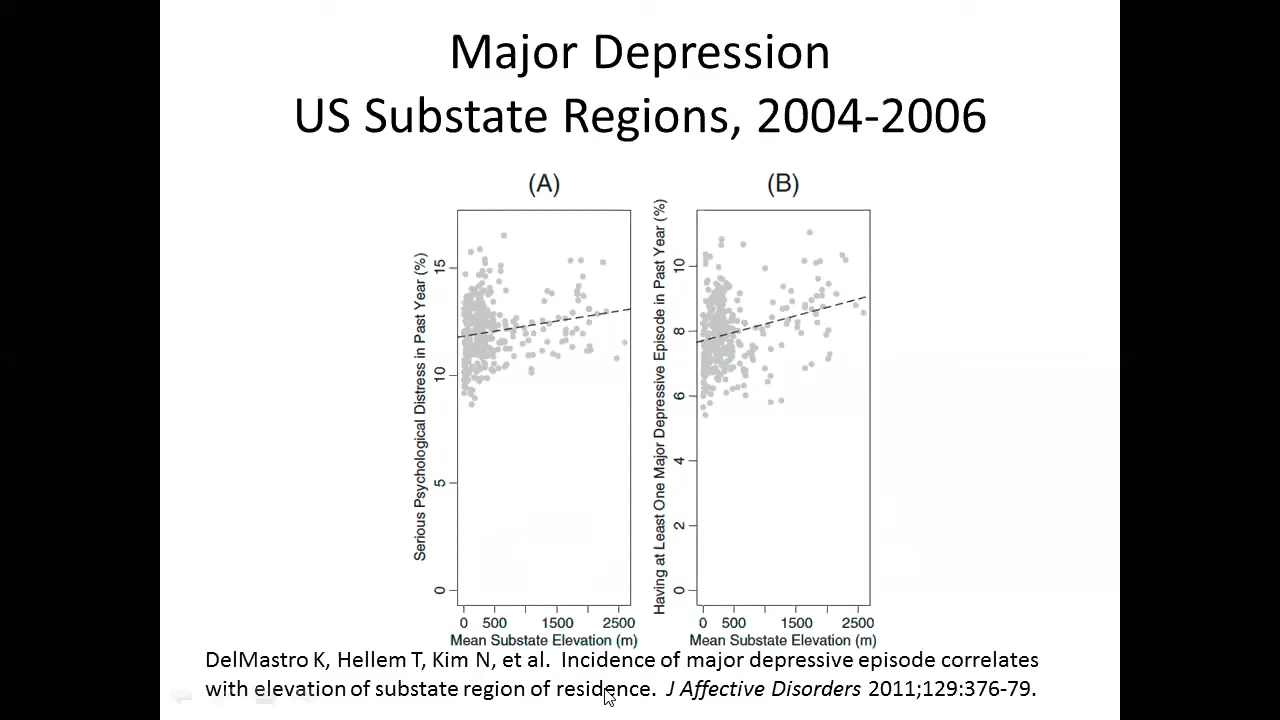 Major Depression
US Substate Regions, 2004-2006
(A)
(B)
Serious Psychological Distress in Past Year (%)
15
10
5
0
0 500 1500 2500
Mean Substate Elevation (m)
Having at Least One Major Depressive Episode in Past Year (%)
10
8
6
4
2
0
0 500 1500 2500
Mean Substate Elevation (m)
DelMastro K, Hellem T, Kim N, et al. Incidence of major depressive episode correlates
with elevation of substate region of residence. J Affective Disorders 2011;129:376-79.